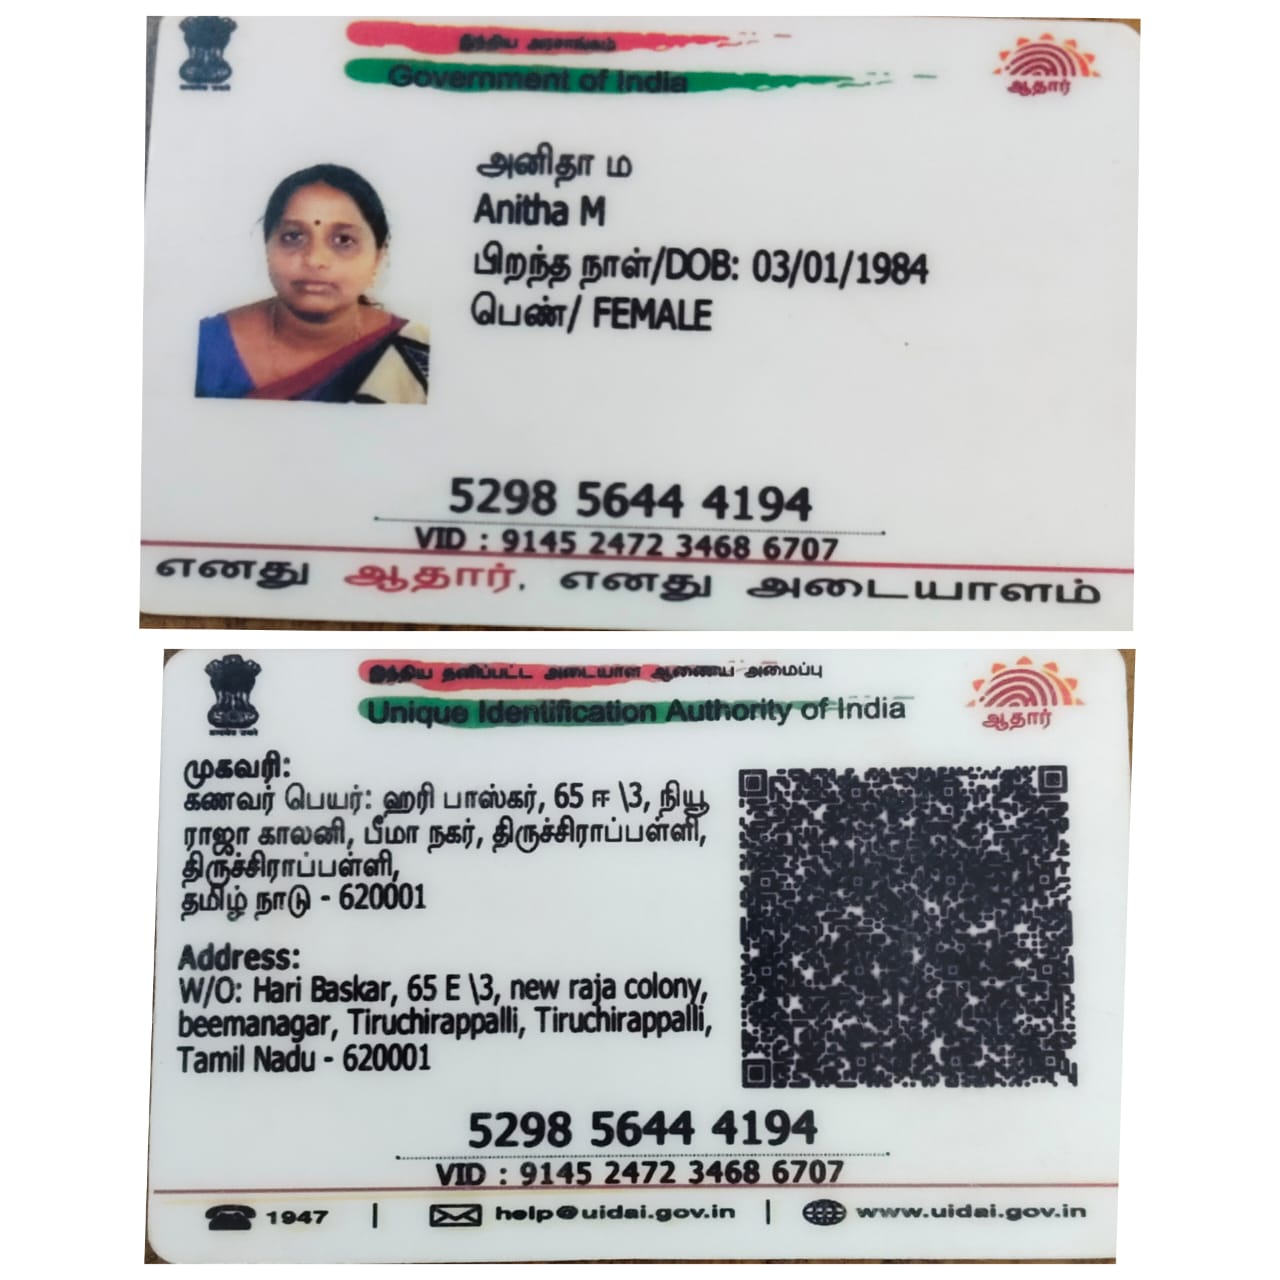 இந்திய அரசாங்கம்
Government of India
ஆதார்
அனிதா ம
Anitha M
பிறந்த நாள்/DOB: 03/01/1984
பெண்/ FEMALE
5298 5644 4194
VID : 9145 2472 3468 6707
எனது ஆதார், எனது அடையாளம்
இந்திய தனிப்பட்ட அடையாள ஆணைய அமைப்பு
Unique Identification Authority of India
ஆதார்
முகவரி:
கணவர் பெயர்: ஹரி பாஸ்கர், 65 ஈ \3, நியூ
ராஜா காலனி, பீமா நகர், திருச்சிராப்பள்ளி,
திருச்சிராப்பள்ளி,
தமிழ் நாடு - 620001
Address:
W/O: Hari Baskar, 65 E \3, new raja colony,
beemanagar, Tiruchirappalli, Tiruchirappalli,
Tamil Nadu - 620001
5298 5644 4194
VID : 9145 2472 3468 6707
1947 | help@uidai.gov.in | www.uidai.gov.in